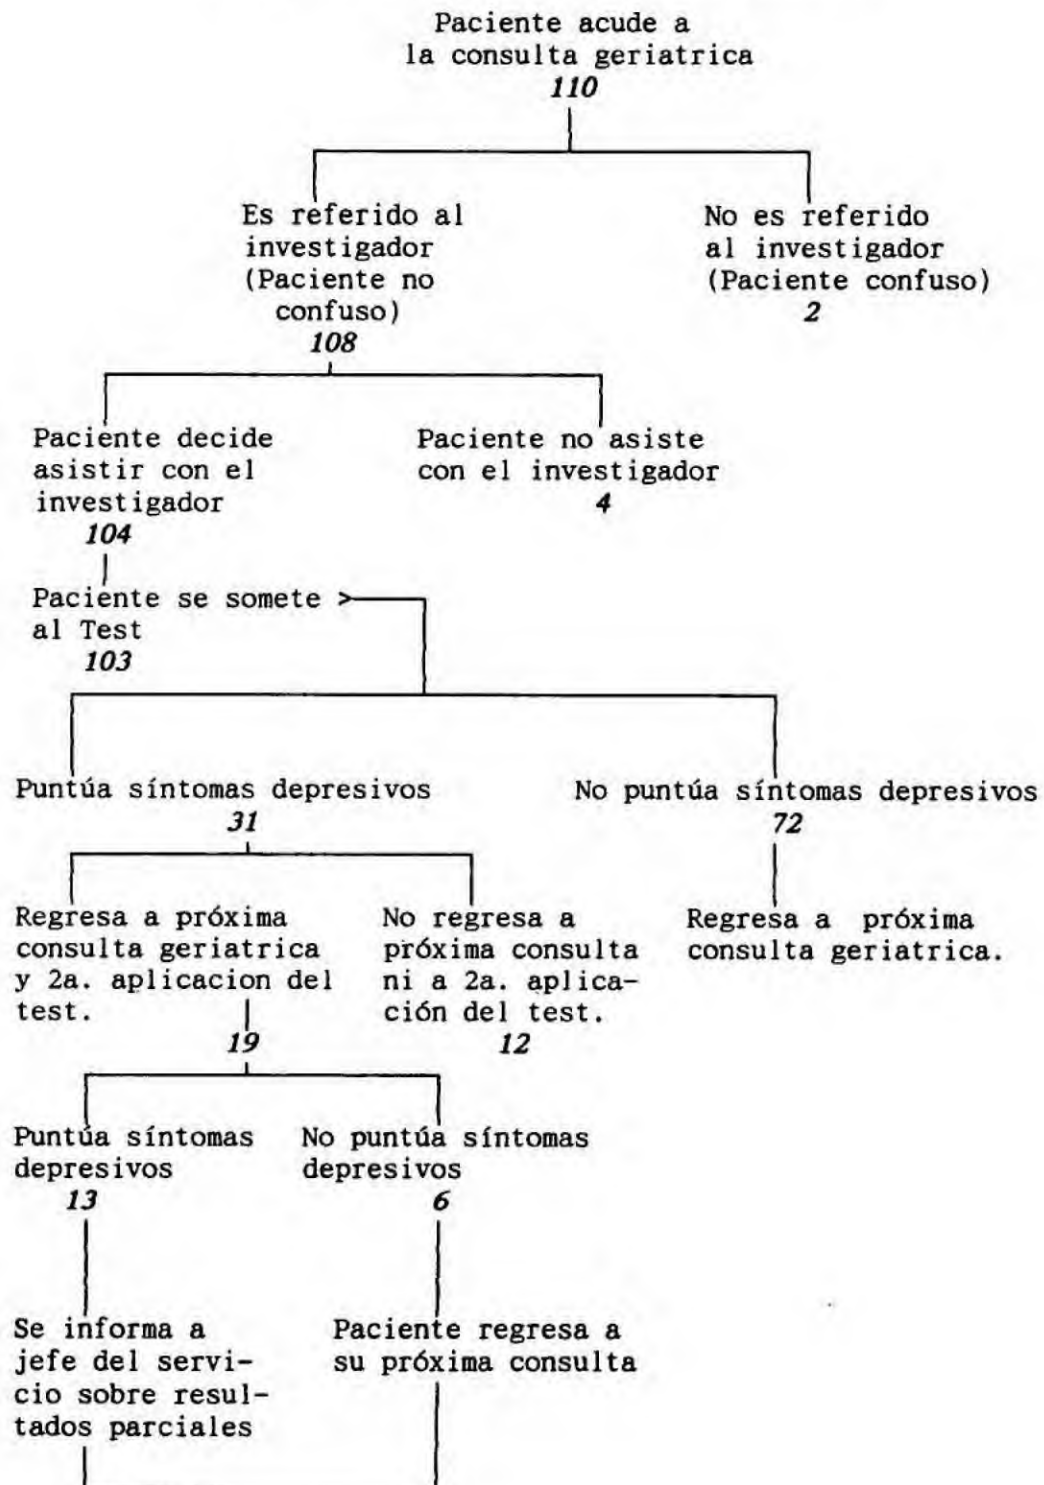 Paciente acude a
la consulta geriatrica
110
Es referido al
investigador
(Paciente no
confuso)
108
No es referido
al investigador
(Paciente confuso)
2
Paciente decide
asistir con el
investigador
104
Paciente no asiste
con el investigador
4
Paciente se somete >
al Test
103
Puntúa síntomas depresivos
31
No puntúa síntomas depresivos
72
Regresa a próxima
consulta geriatrica
y 2a. aplicacion del
test.
19
No regresa a
próxima consulta
ni a 2a. aplica-
ción del test.
12
Regresa a próxima
consulta geriatrica.
Puntúa síntomas
depresivos
13
No puntúa síntomas
depresivos
6
Se informa a
jefe del servi-
cio sobre resul-
tados parciales
Paciente regresa a
su próxima consulta